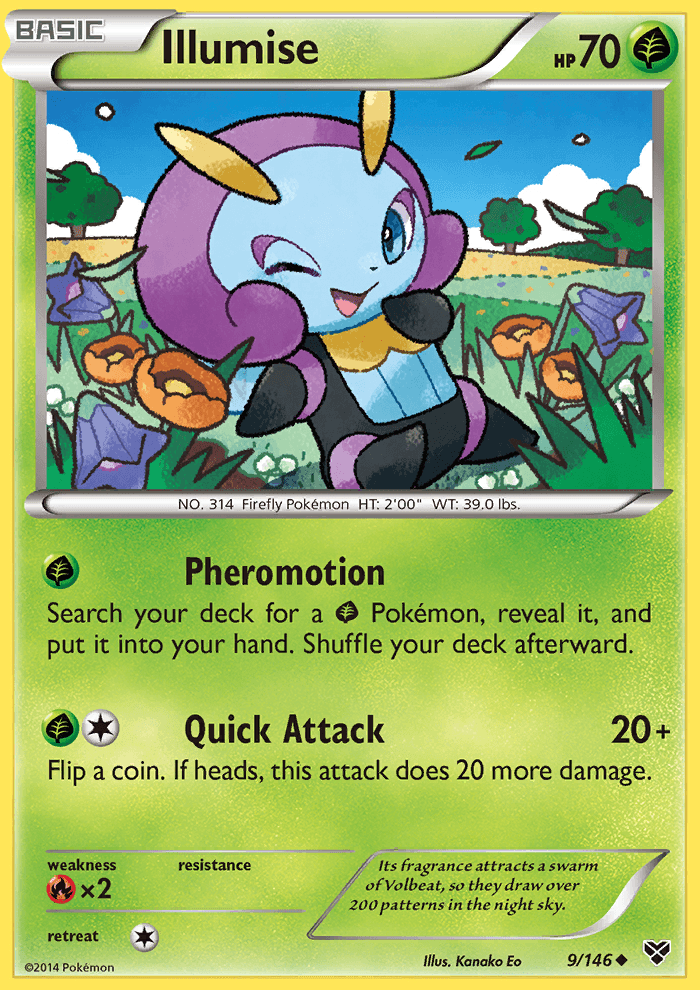 BASIC
Illumise
HP70
NO. 314 Firefly Pokémon HT: 2'00" WT: 39.0 lbs.
Pheromotion
Search your deck for a Pokémon, reveal it, and
put it into your hand. Shuffle your deck afterward.
Quick Attack 20+
Flip a coin. If heads, this attack does 20 more damage.
weakness resistance
×2
Its fragrance attracts a swarm
of Volbeat, so they draw over
200 patterns in the night sky.
retreat
©2014 Pokémon
Illus. Kanako Eo 9/146